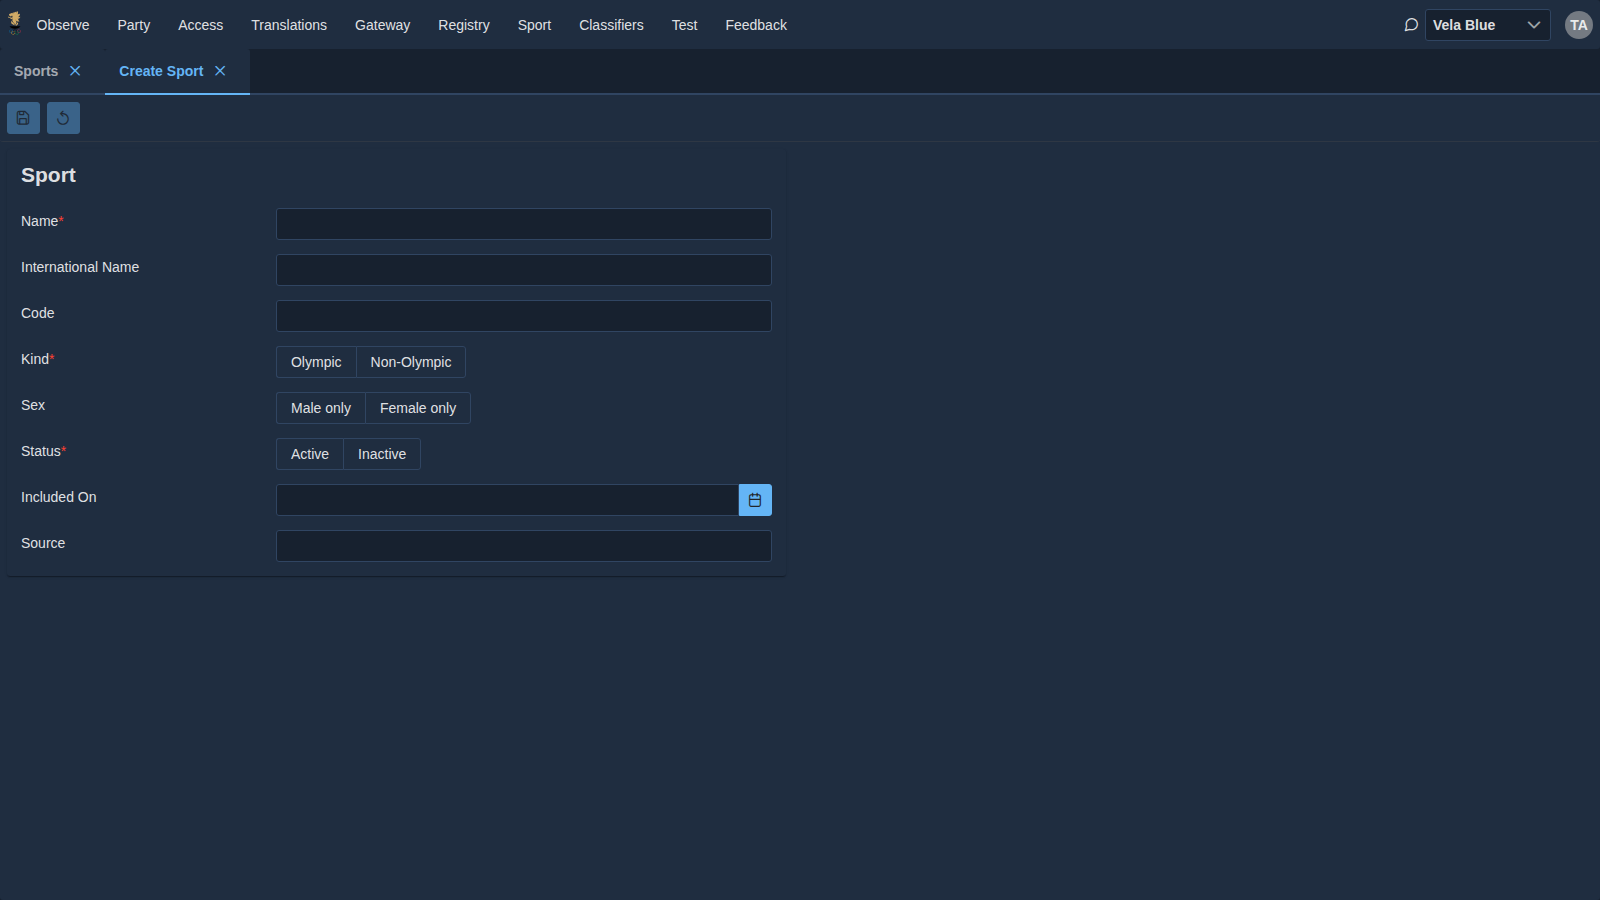 Observe Party Access Translations Gateway Registry Sport Classifiers Test Feedback Vela Blue TA
Sports Create Sport
Sport
Name*
International Name
Code
Kind* Olympic Non-Olympic
Sex Male only Female only
Status* Active Inactive
Included On
Source